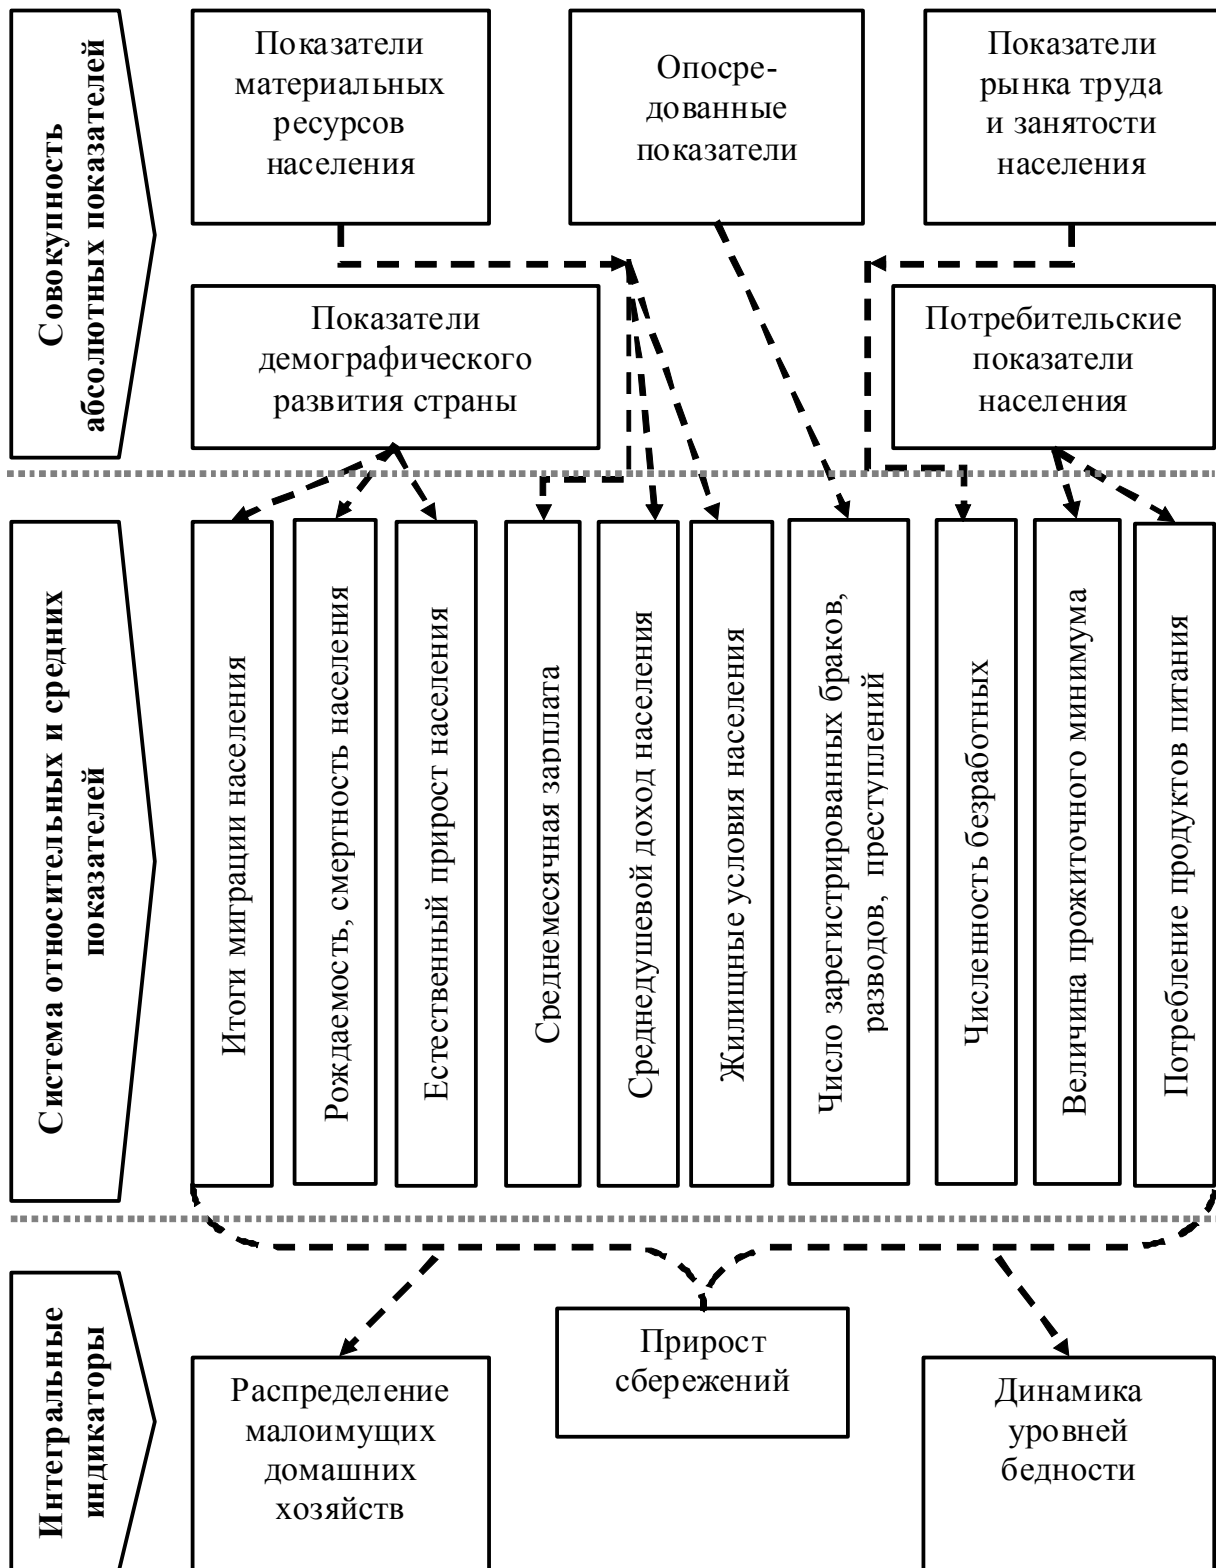 Совокупность
абсолютных показателей
Показатели
материальных
ресурсов
населения
Опосре-
дованные
показатели
Показатели
рынка труда
и занятости
населения
Показатели
демографического
развития страны
Потребительские
показатели
населения
Система относительных и средних
показателей
Итоги миграции населения
Рождаемость, смертность населения
Естественный прирост населения
Среднемесячная зарплата
Среднедушевой доход населения
Жилищные условия населения
Число зарегистрированных браков,
разводов, преступлений
Численность безработных
Величина прожиточного минимума
Потребление продуктов питания
Интегральные
индикаторы
Распределение
малоимущих
домашних
хозяйств
Прирост
сбережений
Динамика
уровней
бедности